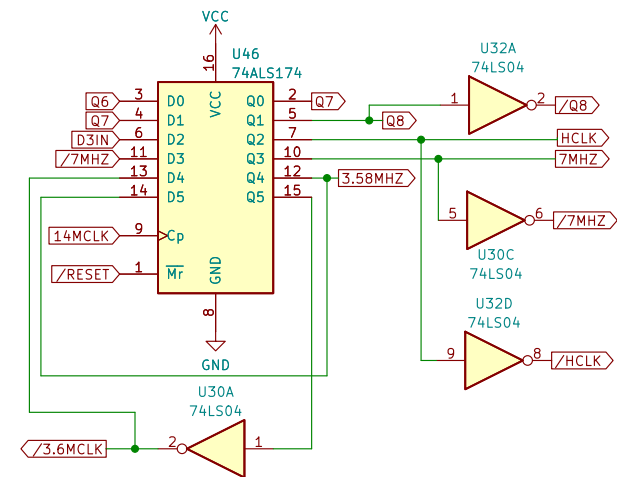 VCC
U46
74ALS174
16
VCC
Q6 3 D0 Q0 2 Q7
Q7 4 D1 Q1 5 Q8
D3IN 6 D2 Q2 7 HCLK
/7MHZ 11 D3 Q3 10 7MHZ
13 D4 Q4 12 3.58MHZ
14 D5 Q5 15
14MCLK 9 Cp
/RESET 1 Mr
GND
8
GND
U32A
74LS04
1 2 /Q8
5 6 /7MHZ
U30C
74LS04
U32D
74LS04
9 8 /HCLK
U30A
74LS04
/3.6MCLK 2 1